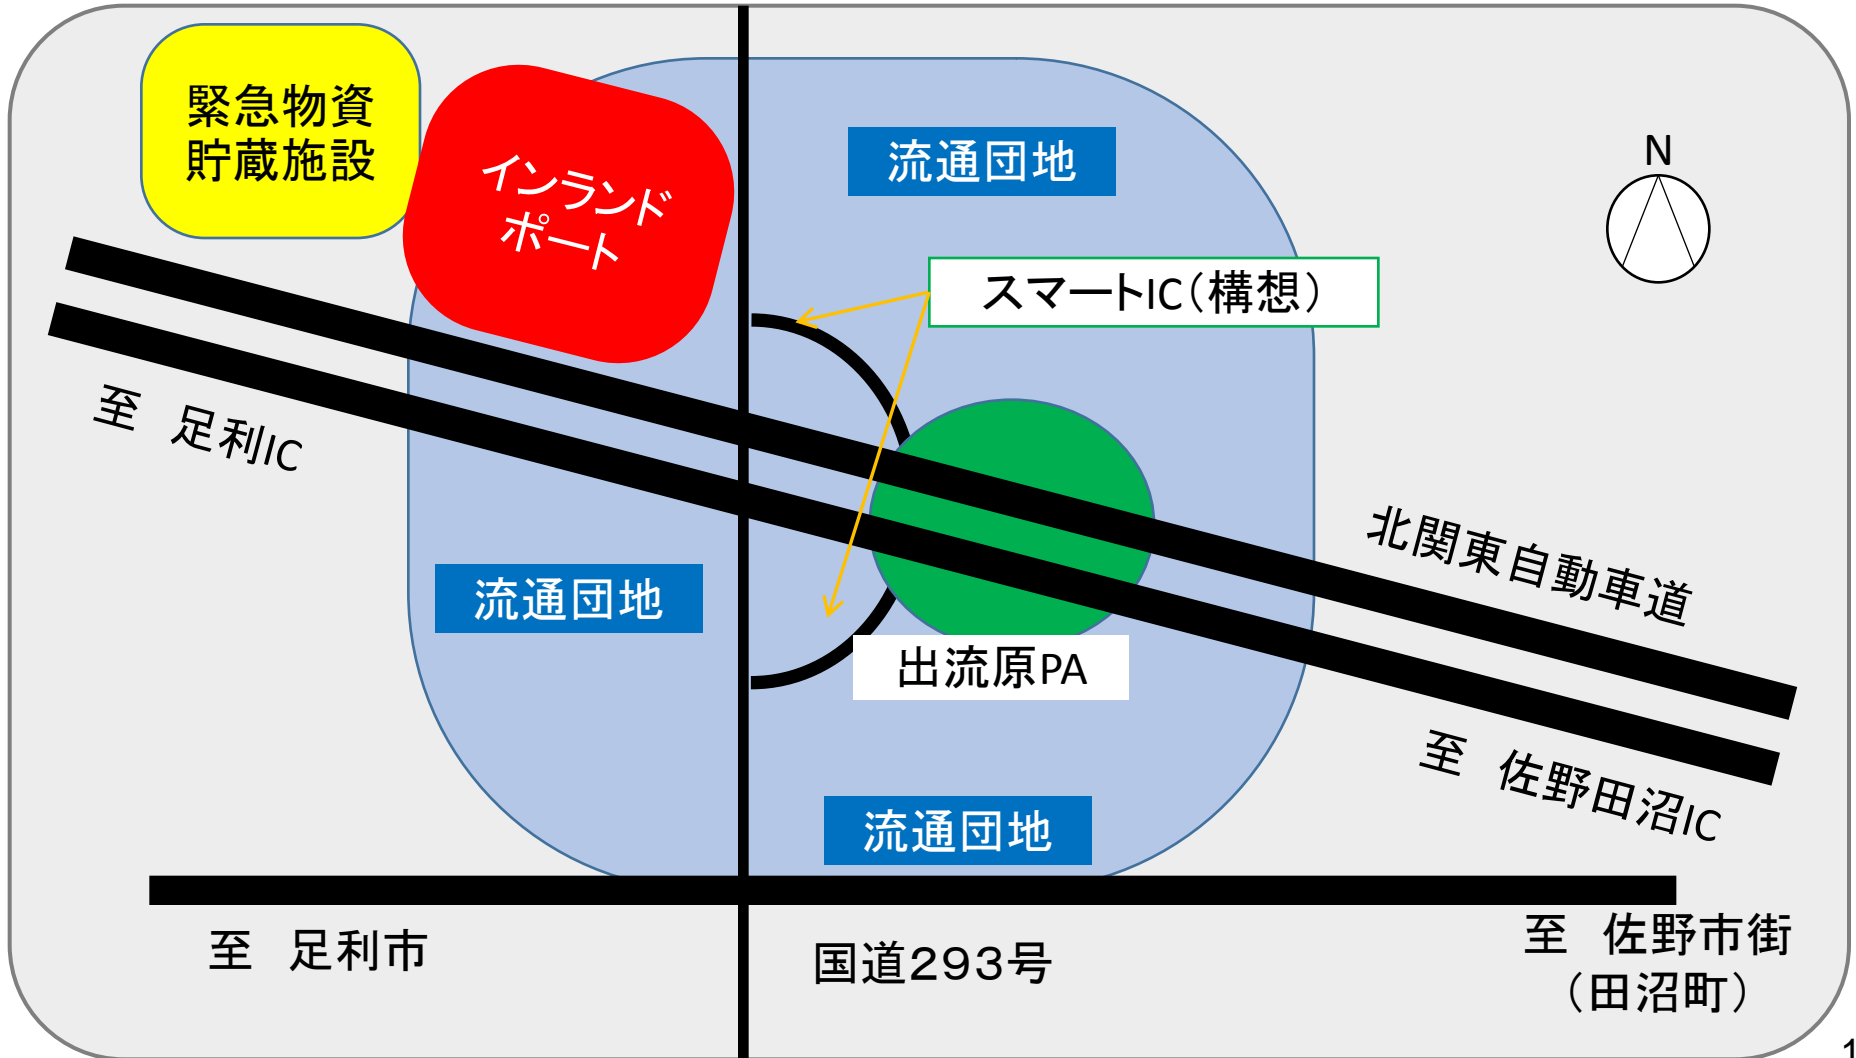 緊急物資
貯蔵施設
インランド
ポート
流通団地
N
スマートIC（構想）
至　足利IC
北関東自動車道
流通団地
出流原PA
至　佐野田沼IC
流通団地
至　足利市
国道２９３号
至　佐野市街
（田沼町）
1